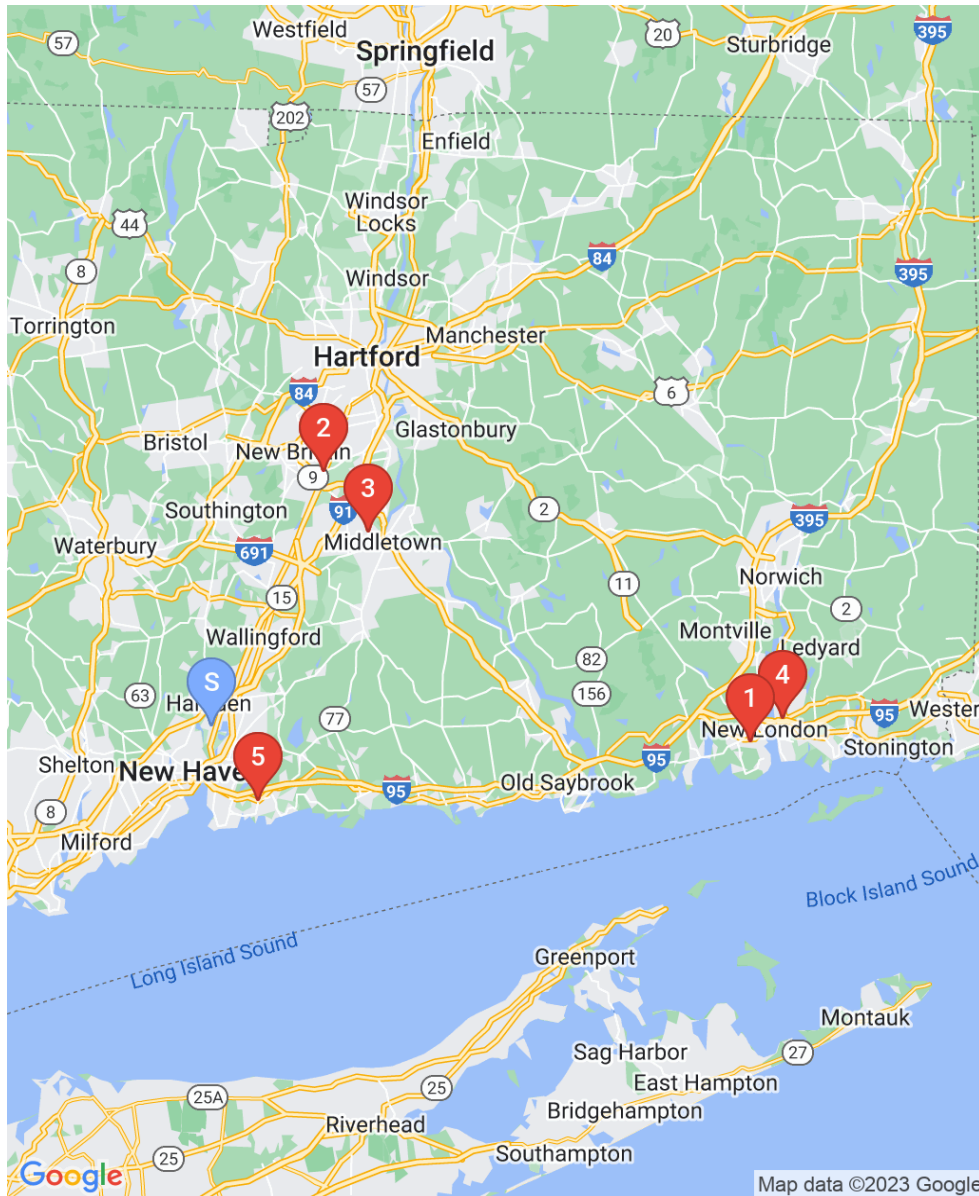 Westfield
20
57
Springfield
Sturbridge
395
57
202
Enfield
Windsor
Locks
44
84
8
Windsor
395
Torrington
Manchester
Hartford
84
6
2
Bristol
Glastonbury
New Britain
9
3
2
Southington
91
395
Waterbury
Middletown
691
11
Norwich
15
2
Wallingford
Montville
Ledyard
82
S
4
63
Hamden
156
1
77
95
Wester
New London
Shelton
5
95
Stonington
New Haven
Old Saybrook
95
8
Milford
Block Island Sound
Long Island Sound
Greenport
Montauk
Sag Harbor
27
East Hampton
25
25A
Bridgehampton
Riverhead
25
Southampton
Google
Map data ©2023 Google